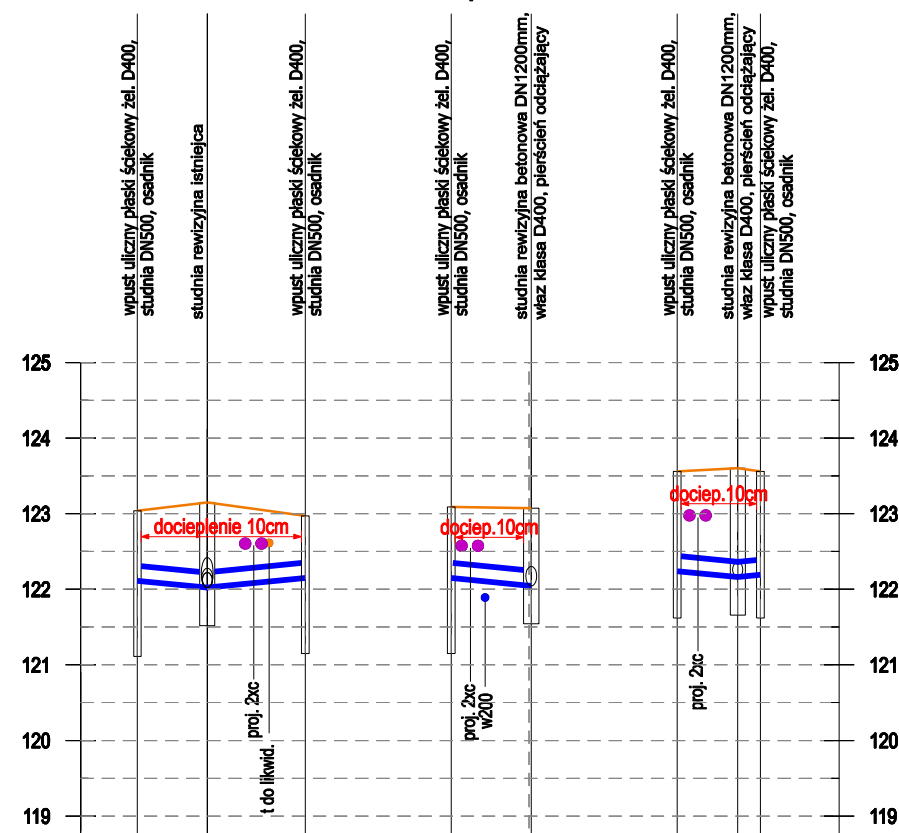 wpust uliczny płaski ściekowy żel. D400,
studnia DN500, osadnik
studnia rewizyjna istniejca
wpust uliczny płaski ściekowy żel. D400,
studnia DN500, osadnik
wpust uliczny płaski ściekowy żel. D400,
studnia DN500, osadnik
studnia rewizyjna betonowa DN1200mm,
właz klasa D400, pierścień odciążający
wpust uliczny płaski ściekowy żel. D400,
studnia DN500, osadnik
studnia rewizyjna betonowa DN1200mm,
właz klasa D400, pierścień odciążający
wpust uliczny płaski ściekowy żel. D400,
studnia DN500, osadnik
125 125
124 124
123 123
122 122
121 121
120 120
119 119
docieplenie 10cm
dociep.10cm
dociep.10cm
proj. 2xc
t do likwid.
proj. 2xc
w200
proj. 2xc